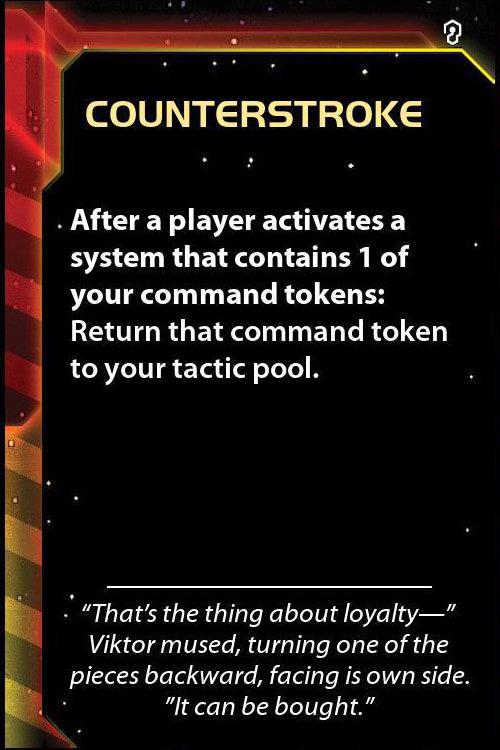 COUNTERSTROKE
After a player activates a
system that contains 1 of
your command tokens:
Return that command token
to your tactic pool.
“That’s the thing about loyalty—”
Viktor mused, turning one of the
pieces backward, facing is own side.
”It can be bought.”